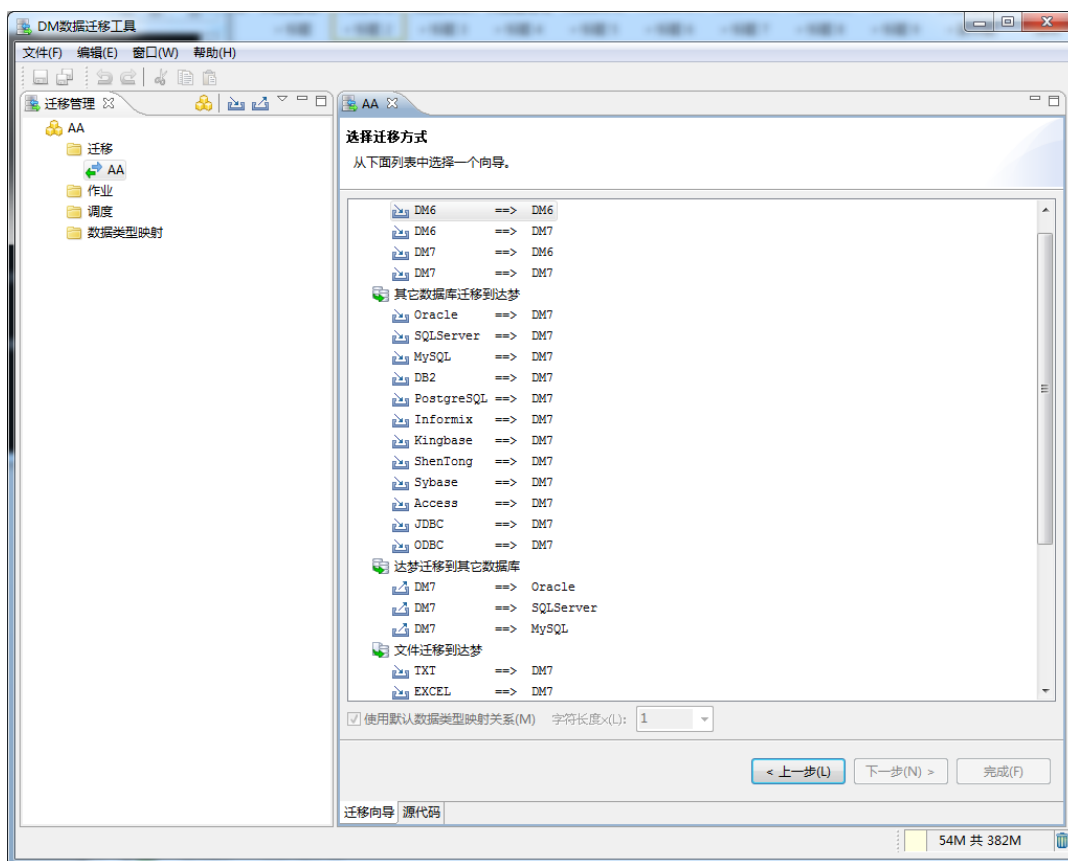 DM数据迁移工具
文件(F) 编辑(E) 窗口(W) 帮助(H)
迁移管理
AA
迁移
AA
作业
调度
数据类型映射
AA
选择迁移方式
从下面列表中选择一个向导。
DM6 ==> DM6
DM6 ==> DM7
DM7 ==> DM6
DM7 ==> DM7
其它数据库迁移到达梦
Oracle ==> DM7
SQLServer ==> DM7
MySQL ==> DM7
DB2 ==> DM7
PostgreSQL ==> DM7
Informix ==> DM7
Kingbase ==> DM7
ShenTong ==> DM7
Sybase ==> DM7
Access ==> DM7
JDBC ==> DM7
ODBC ==> DM7
达梦迁移到其它数据库
DM7 ==> Oracle
DM7 ==> SQLServer
DM7 ==> MySQL
文件迁移到达梦
TXT ==> DM7
EXCEL ==> DM7
使用默认数据类型映射关系(M) 字符长度×(L): 1
< 上一步(L) 下一步(N) > 完成(F)
迁移向导 源代码
54M 共 382M